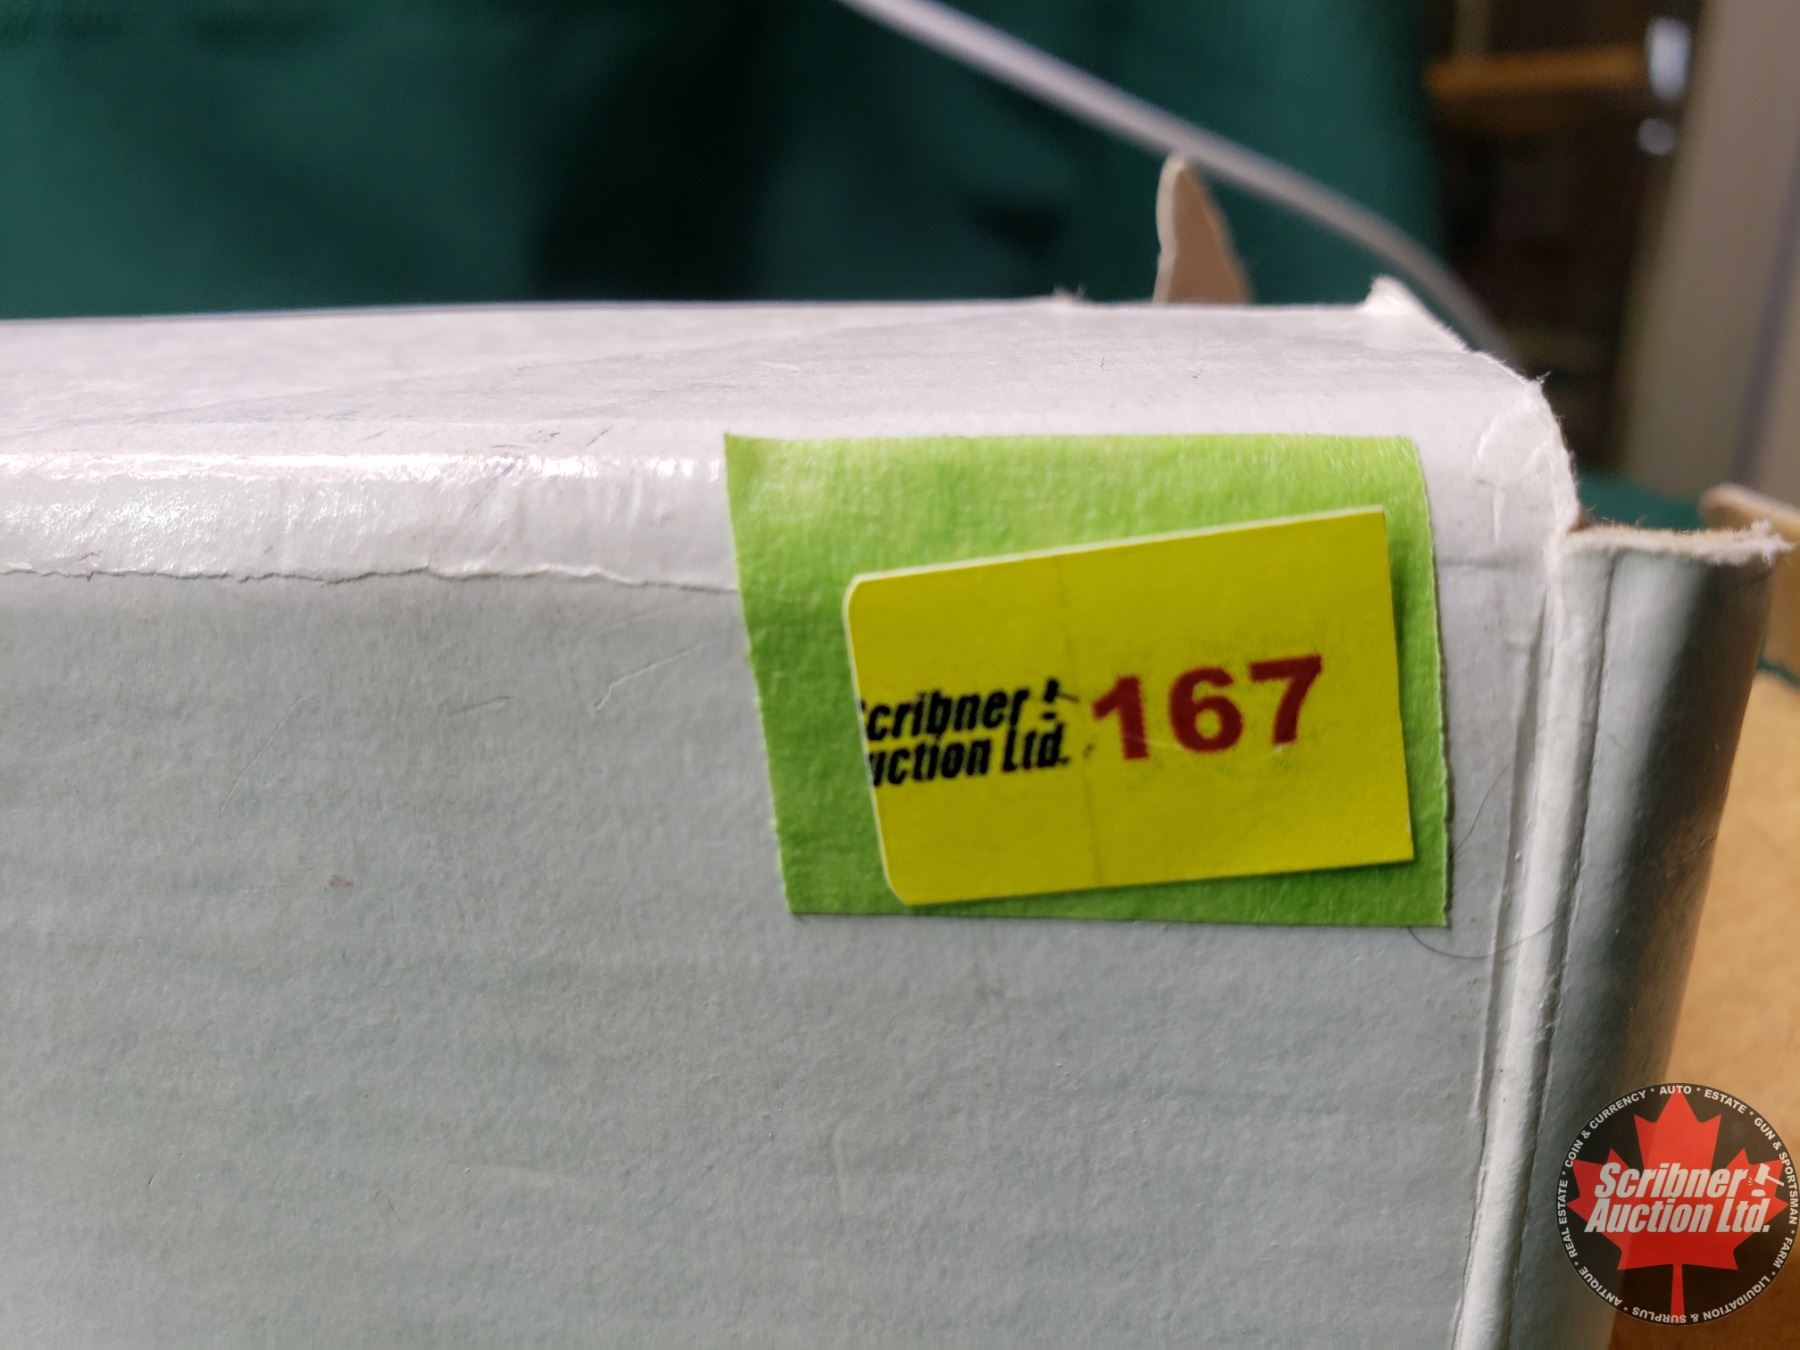 cribner
uction Ltd.
167
Scribner
Auction Ltd.
COIN & CURRENCY • AUTO • ESTATE • GUN & SPORTSMAN • FARM • LIQUIDATION & SURPLUS • ANTIQUE • REAL ESTATE •